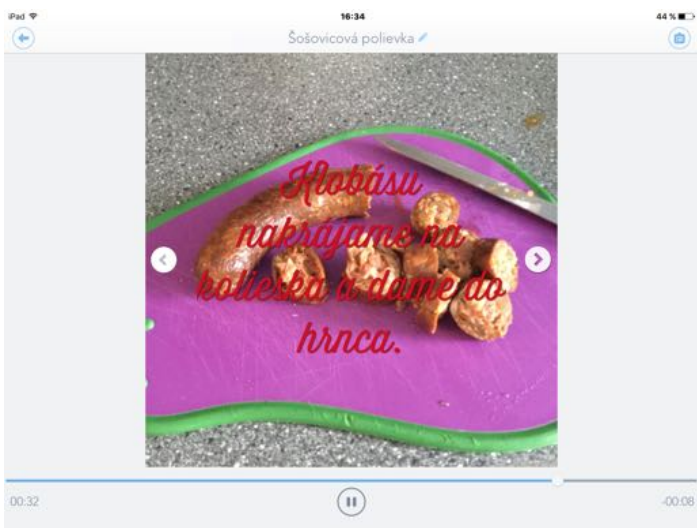 iPad
16:34
44 %
Šošovicová polievka
Klobásu
nakrájame na
kolieska a dáme do
hrnca.
00:32
-00:08